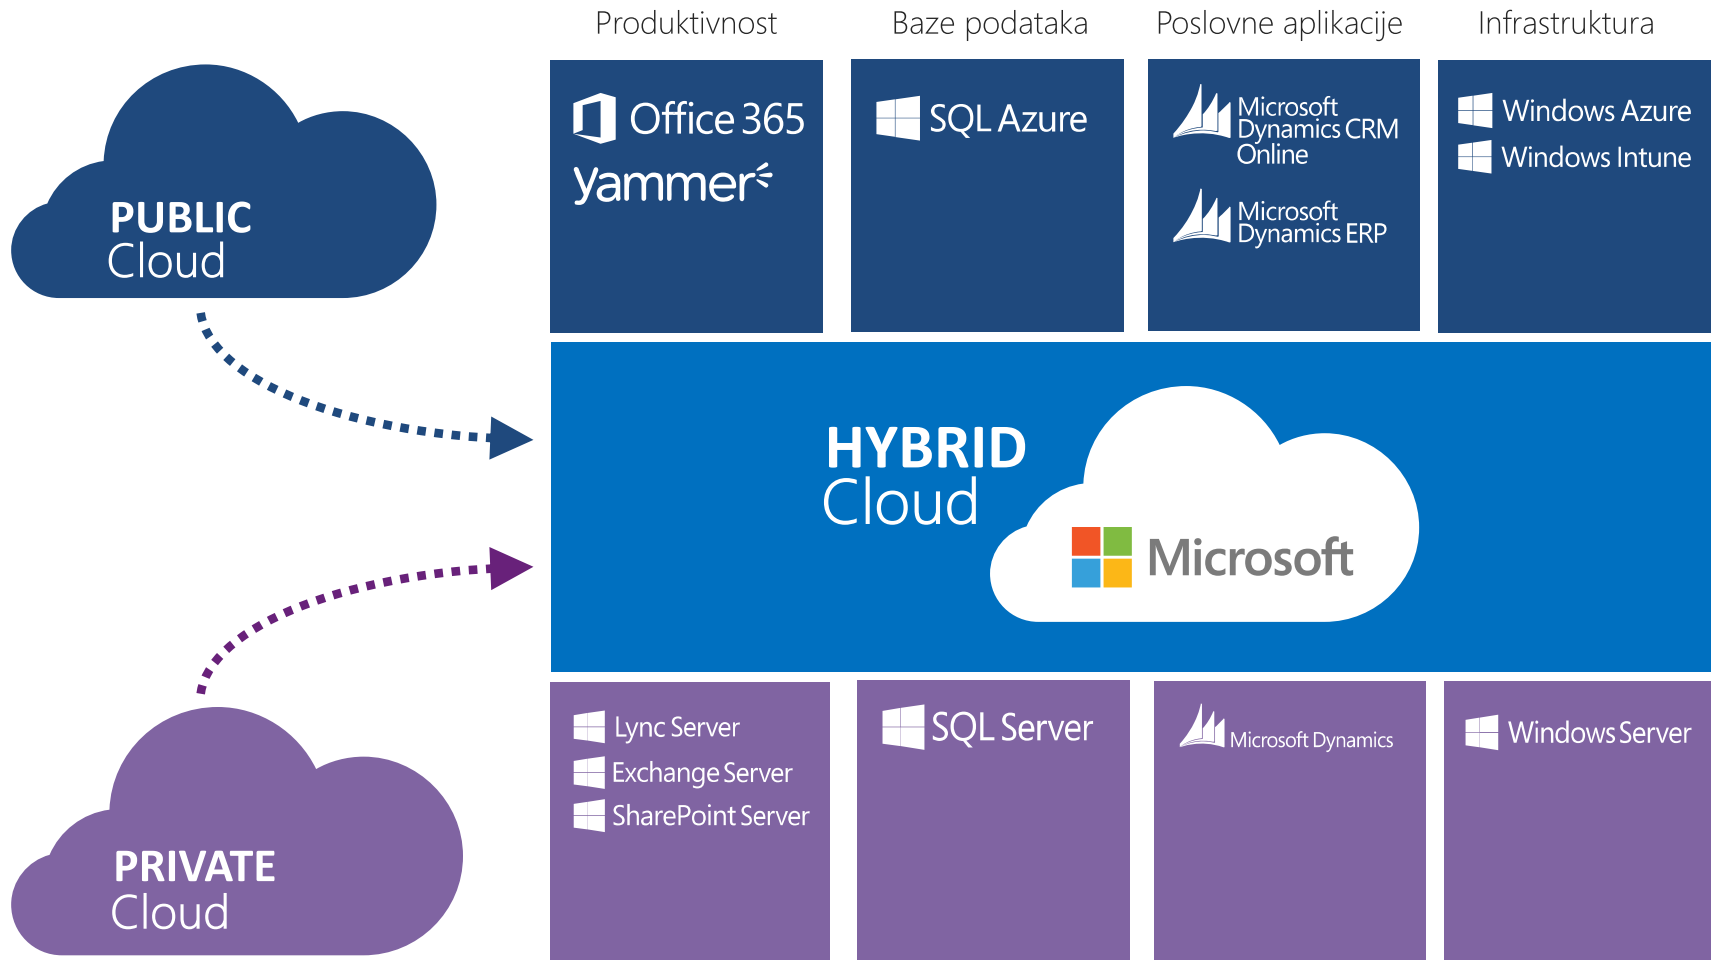 Produktivnost
Baze podataka
Poslovne aplikacije
Infrastruktura
PUBLIC
Cloud
Office 365
yammer
SQL Azure
Microsoft
Dynamics CRM
Online
Microsoft
Dynamics ERP
Windows Azure
Windows Intune
HYBRID
Cloud
Microsoft
PRIVATE
Cloud
Lync Server
Exchange Server
SharePoint Server
SQL Server
Microsoft Dynamics
Windows Server